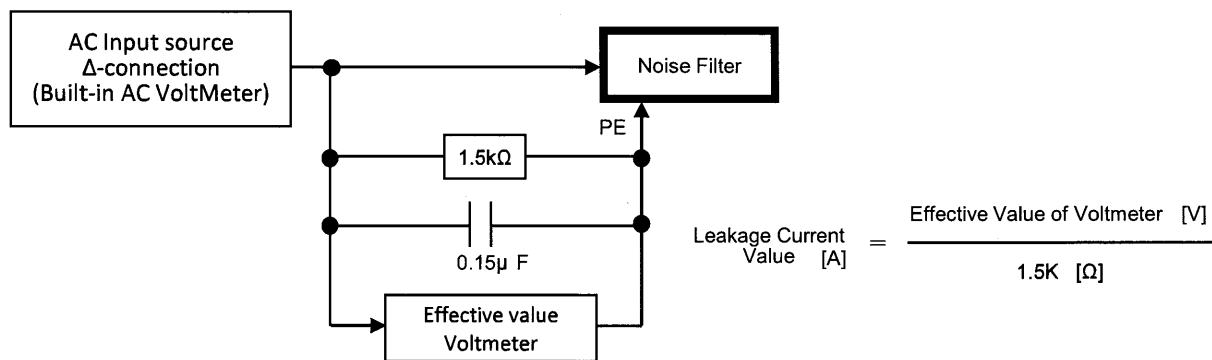 AC Input source
Δ-connection
(Built-in AC VoltMeter)
Noise Filter
PE
1.5kΩ
0.15μ F
Effective value
Voltmeter
Leakage Current
Value [A]
=
Effective Value of Voltmeter [V]
1.5K [Ω]